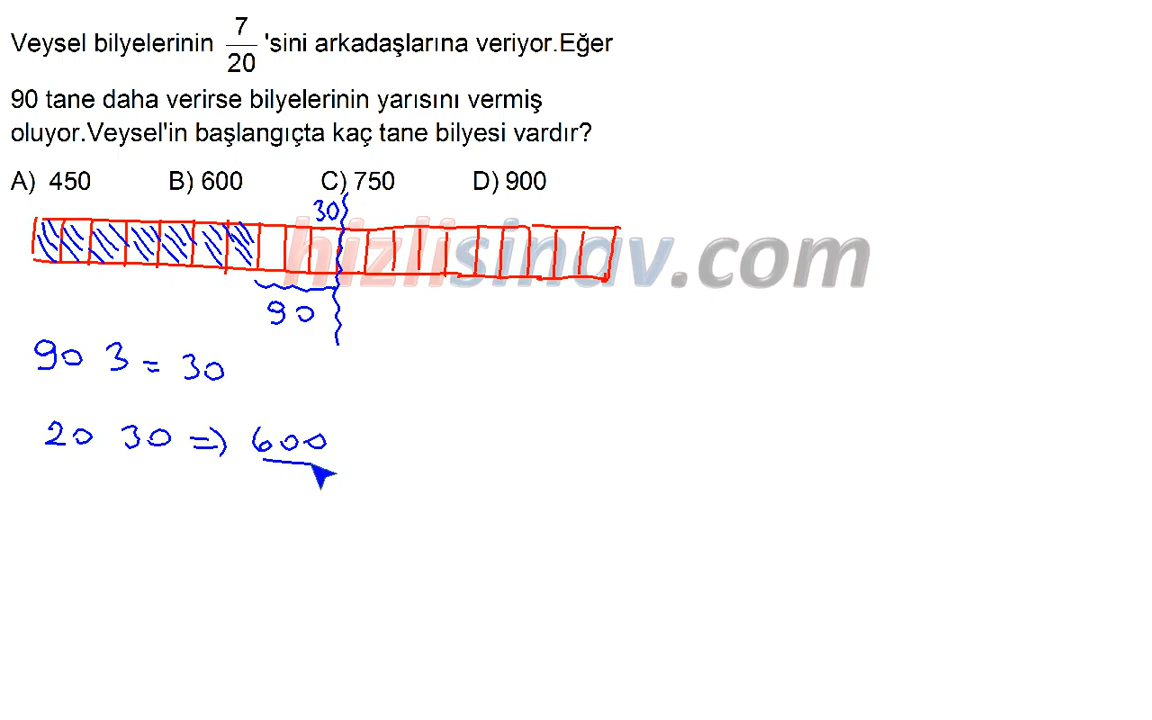 Veysel bilyelerinin 7/20 'sini arkadaşlarına veriyor.Eğer
90 tane daha verirse bilyelerinin yarısını vermiş
oluyor.Veysel'in başlangıçta kaç tane bilyesi vardır?
A) 450 B) 600 C) 750 D) 900
30
hizlisinav.com
90
90 3 = 30
20 30 => 600